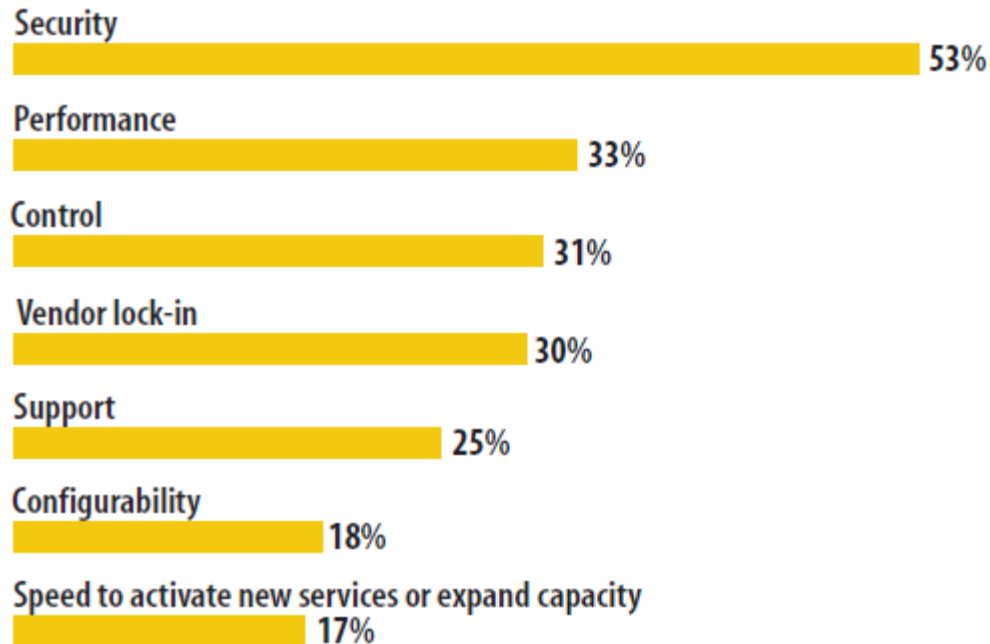 Security
53%
Performance
33%
Control
31%
Vendor lock-in
30%
Support
25%
Configurability
18%
Speed to activate new services or expand capacity
17%